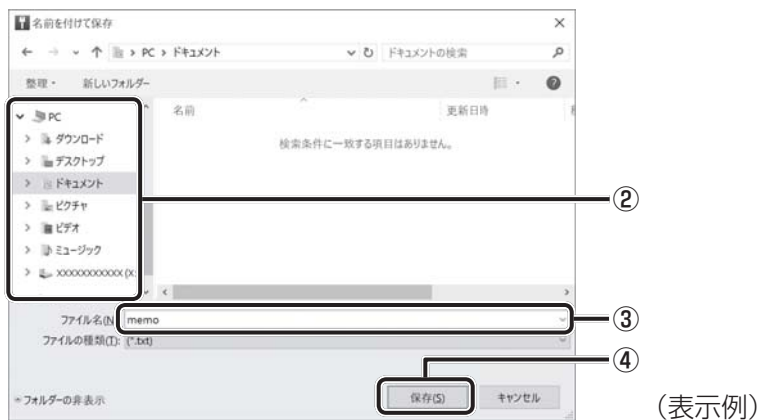 名前を付けて保存
PC > ドキュメント
ドキュメントの検索
整理
新しいフォルダー
名前
更新日時
検索条件に一致する項目はありません。
PC
ダウンロード
デスクトップ
ドキュメント
ピクチャ
ビデオ
ミュージック
XXXXXXXXXXX (X:
②
ファイル名(N
memo
③
ファイルの種類(T): (*.txt)
④
フォルダーの非表示
保存(S)
キャンセル
(表示例)